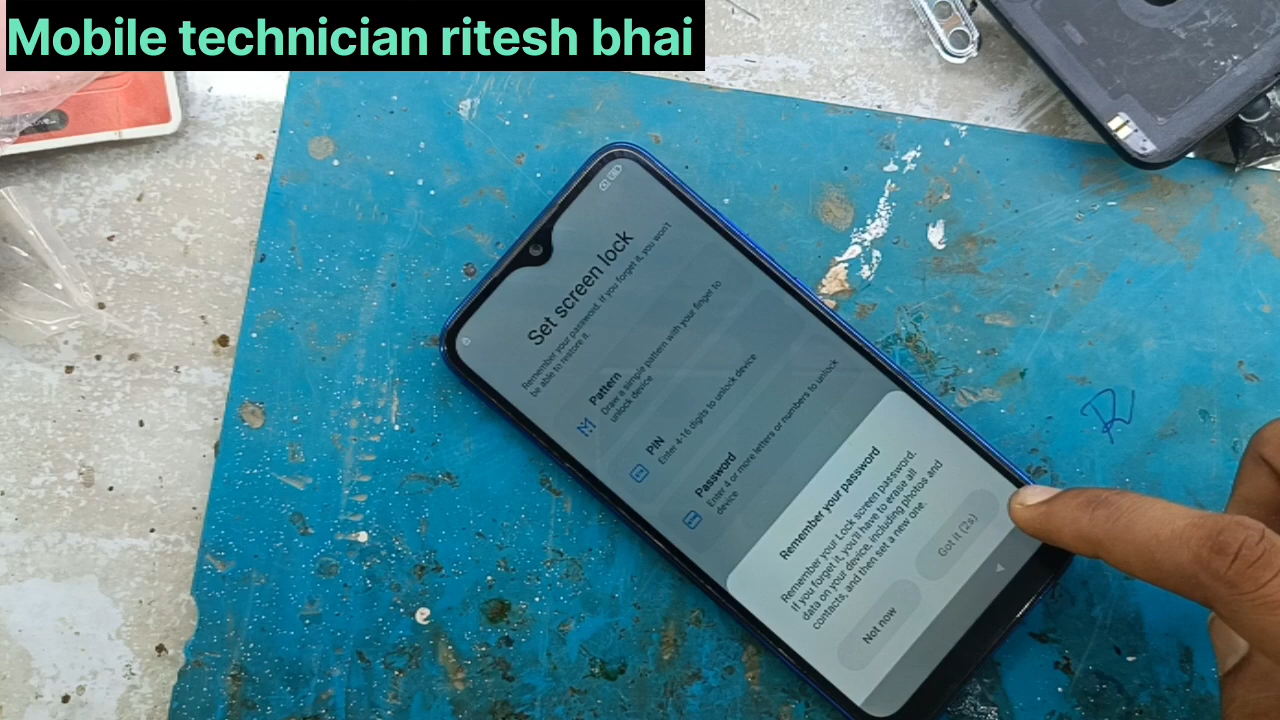 Mobile technician ritesh bhai
Set screen lock
Remember your password. If you forget it, you won't
be able to restore it.
Pattern
Draw a simple pattern with your finger to
unlock device
PIN
Enter 4-16 digits to unlock device
Password
Enter 4 or more letters or numbers to unlock
device
Remember your password
Remember your Lock screen password.
If you forget it, you'll have to erase all
data on your device, including photos and
contacts, and then set a new one.
Not now
Got it (2s)
R